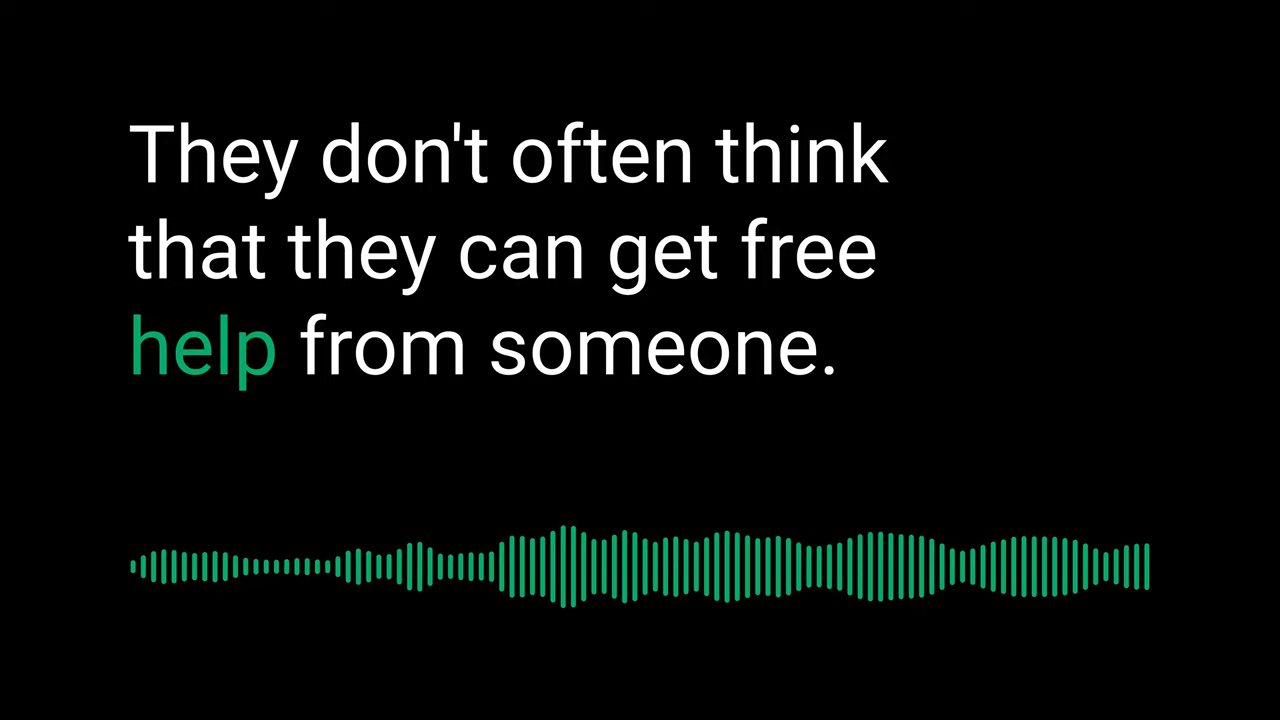 They don't often think
that they can get free
help from someone.